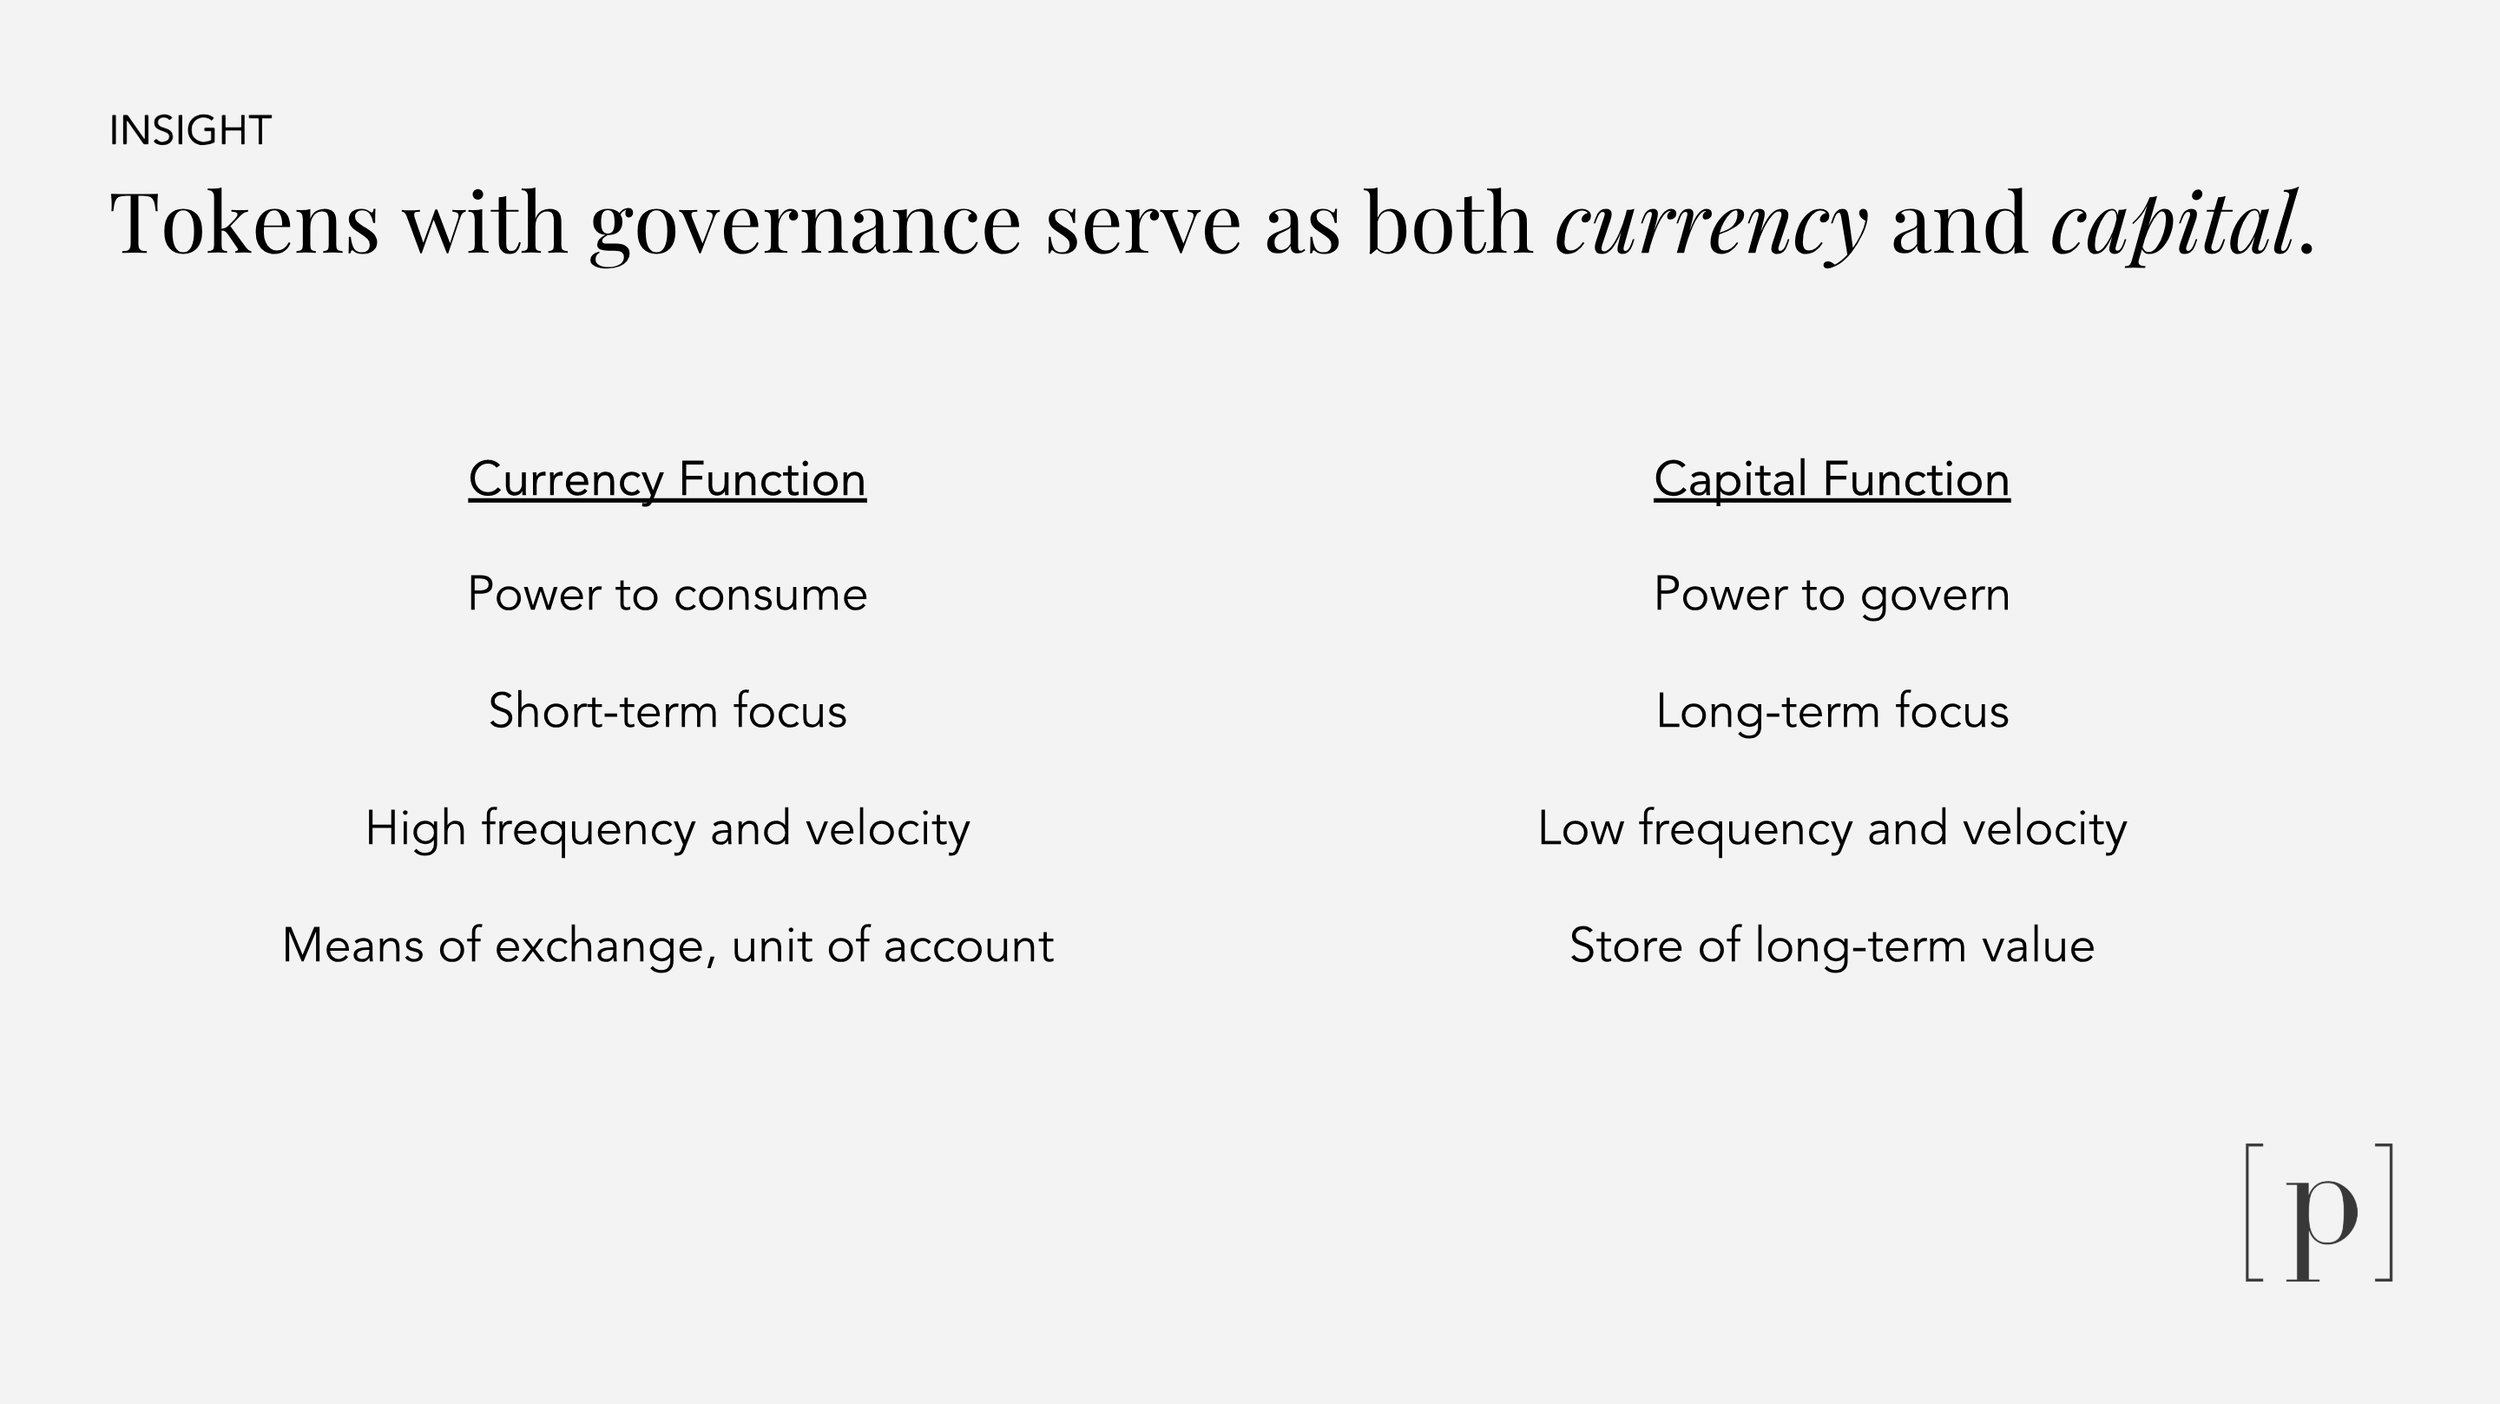 INSIGHT
Tokens with governance serve as both currency and capital.
Currency Function
Power to consume
Short-term focus
High frequency and velocity
Means of exchange, unit of account
Capital Function
Power to govern
Long-term focus
Low frequency and velocity
Store of long-term value
[p]